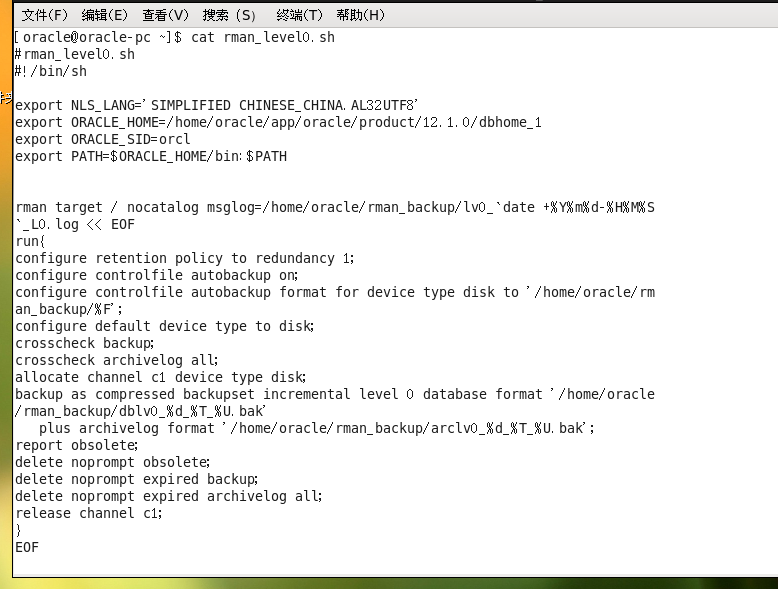 文件(F) 编辑(E) 查看(V) 搜索 (S) 终端(T) 帮助(H)
[oracle@oracle-pc ~]$ cat rman_level0.sh
#rman_level0.sh
#!/bin/sh
export NLS_LANG='SIMPLIFIED CHINESE_CHINA.AL32UTF8'
export ORACLE_HOME=/home/oracle/app/oracle/product/12.1.0/dbhome_1
export ORACLE_SID=orcl
export PATH=$ORACLE_HOME/bin:$PATH
rman target / nocatalog msglog=/home/oracle/rman_backup/lv0_`date +%Y%m%d-%H%M%S
`_L0.log << EOF
run{
configure retention policy to redundancy 1;
configure controlfile autobackup on;
configure controlfile autobackup format for device type disk to '/home/oracle/rm
an_backup/%F';
configure default device type to disk;
crosscheck backup;
crosscheck archivelog all;
allocate channel c1 device type disk;
backup as compressed backupset incremental level 0 database format '/home/oracle
/rman_backup/dblv0_%d_%T_%U.bak'
   plus archivelog format '/home/oracle/rman_backup/arclv0_%d_%T_%U.bak';
report obsolete;
delete noprompt obsolete;
delete noprompt expired backup;
delete noprompt expired archivelog all;
release channel c1;
}
EOF